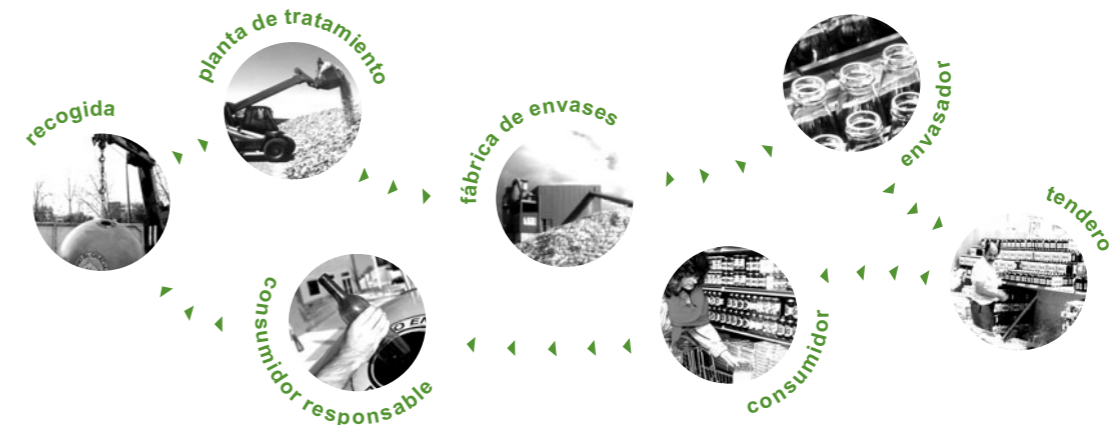 recogida
planta de tratamiento
fábrica de envases
envasador
tendero
consumidor
consumidor responsable